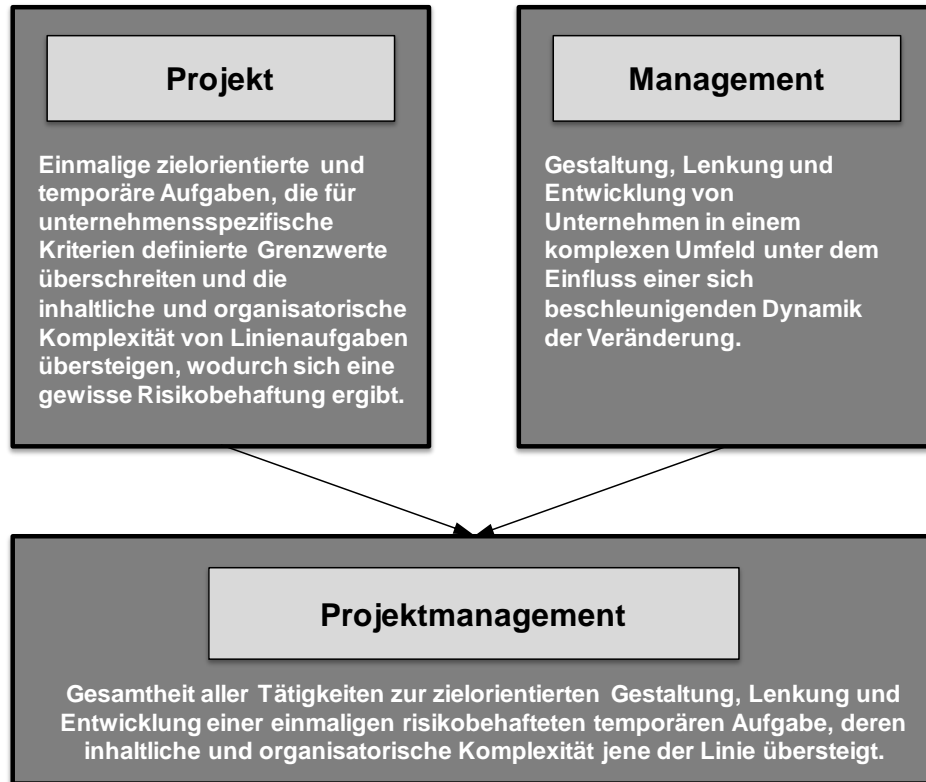 Projekt
Einmalige zielorientierte und
temporäre Aufgaben, die für
unternehmensspezifische
Kriterien definierte Grenzwerte
überschreiten und die
inhaltliche und organisatorische
Komplexität von Linienaufgaben
übersteigen, wodurch sich eine
gewisse Risikobehaftung ergibt.
Management
Gestaltung, Lenkung und
Entwicklung von
Unternehmen in einem
komplexen Umfeld unter dem
Einfluss einer sich
beschleunigenden Dynamik
der Veränderung.
Projektmanagement
Gesamtheit aller Tätigkeiten zur zielorientierten Gestaltung, Lenkung und
Entwicklung einer einmaligen risikobehafteten temporären Aufgabe, deren
inhaltliche und organisatorische Komplexität jene der Linie übersteigt.